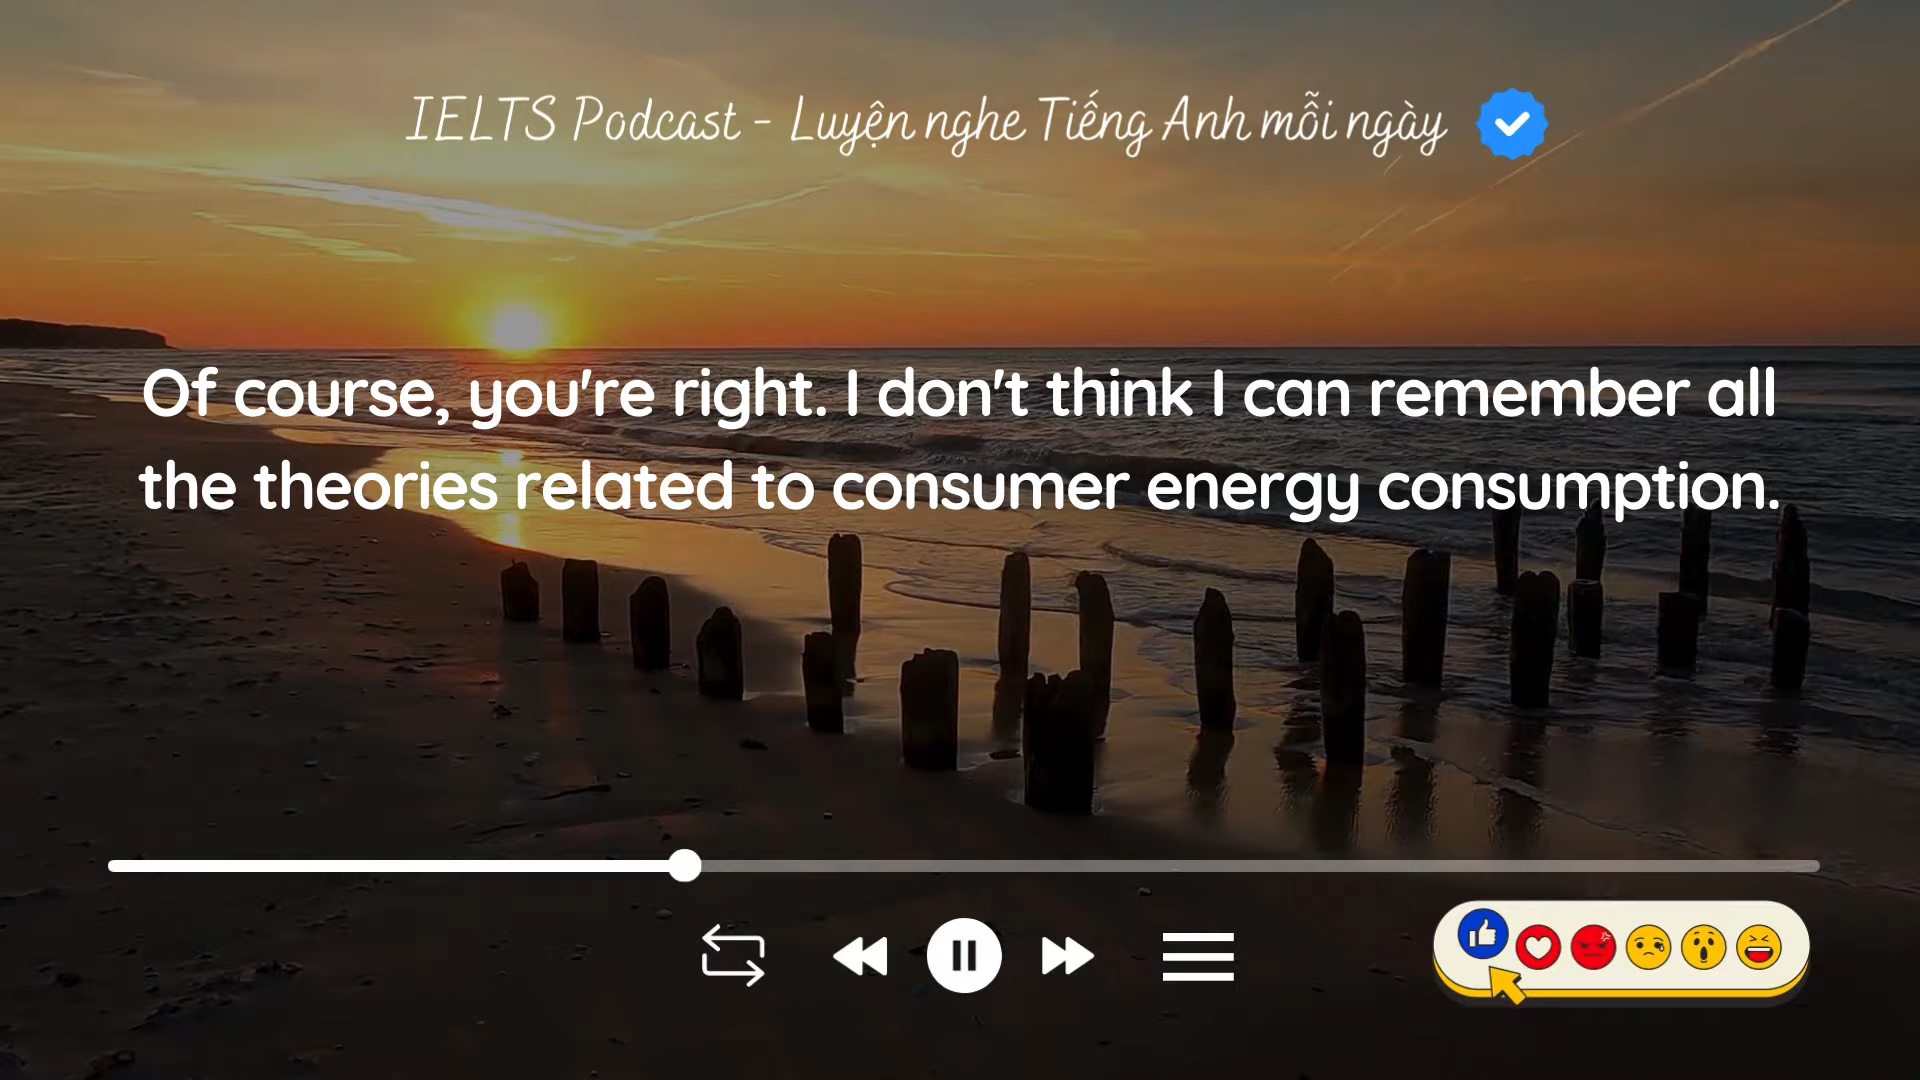 IELTS Podcast - Luyện nghe Tiếng Anh mỗi ngày
Of course, you're right. I don't think I can remember all
the theories related to consumer energy consumption.